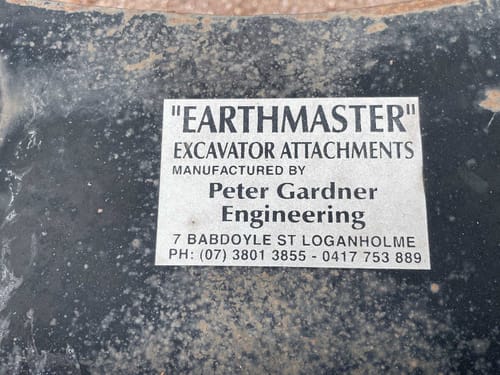 "EARTHMASTER"
EXCAVATOR ATTACHMENTS
MANUFACTURED BY
Peter Gardner
Engineering
7 BABDOYLE ST LOGANHOLME
PH: (07) 3801 3855 - 0417 753 889